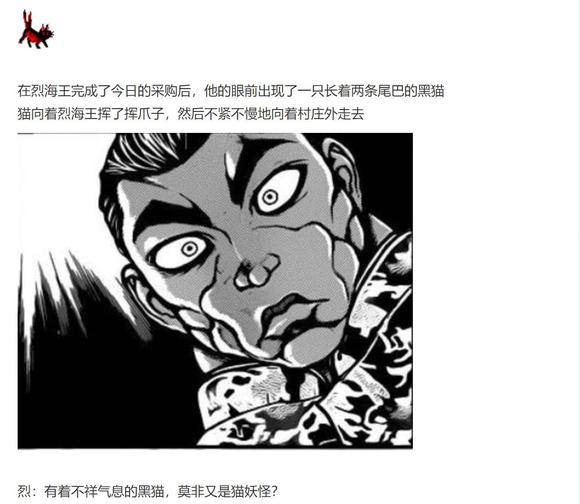 在烈海王完成了今日的采购后，他的眼前出现了一只长着两条尾巴的黑猫
猫向着烈海王挥了挥爪子，然后不紧不慢地向着村庄外走去
烈：有着不祥气息的黑猫，莫非又是猫妖怪？